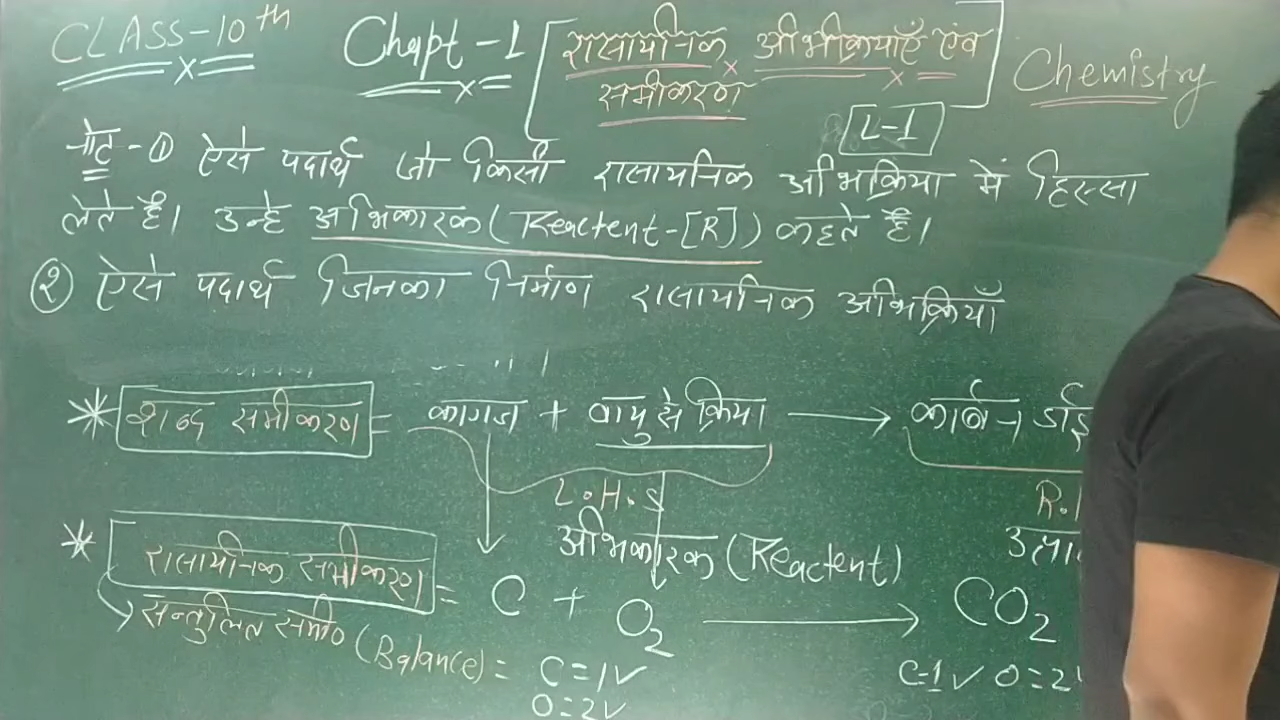 CLASS-10th Chapt-1 [रासायनिक अभिक्रियाएँ एवं समीकरण] Chemistry
L-1
नोट-① ऐसे पदार्थ जो किसी रासायनिक अभिक्रिया में हिस्सा
लेते हैं। उन्हे अभिकारक (Reactent-[R]) कहते हैं।
② ऐसे पदार्थ जिनका निर्माण रासायनिक अभिक्रियाँ
* शब्द समीकरण = कागज + वायु से क्रिया ⟶ कार्बन डाई
L.H.S R.H
अभिकारक (Reactent) उत्पा
* रासायनिक समीकरण = C + O2 ⟶ CO2
सन्तुलित समी० (Balance) = C=1✓ C-1✓ O=2
O=2✓